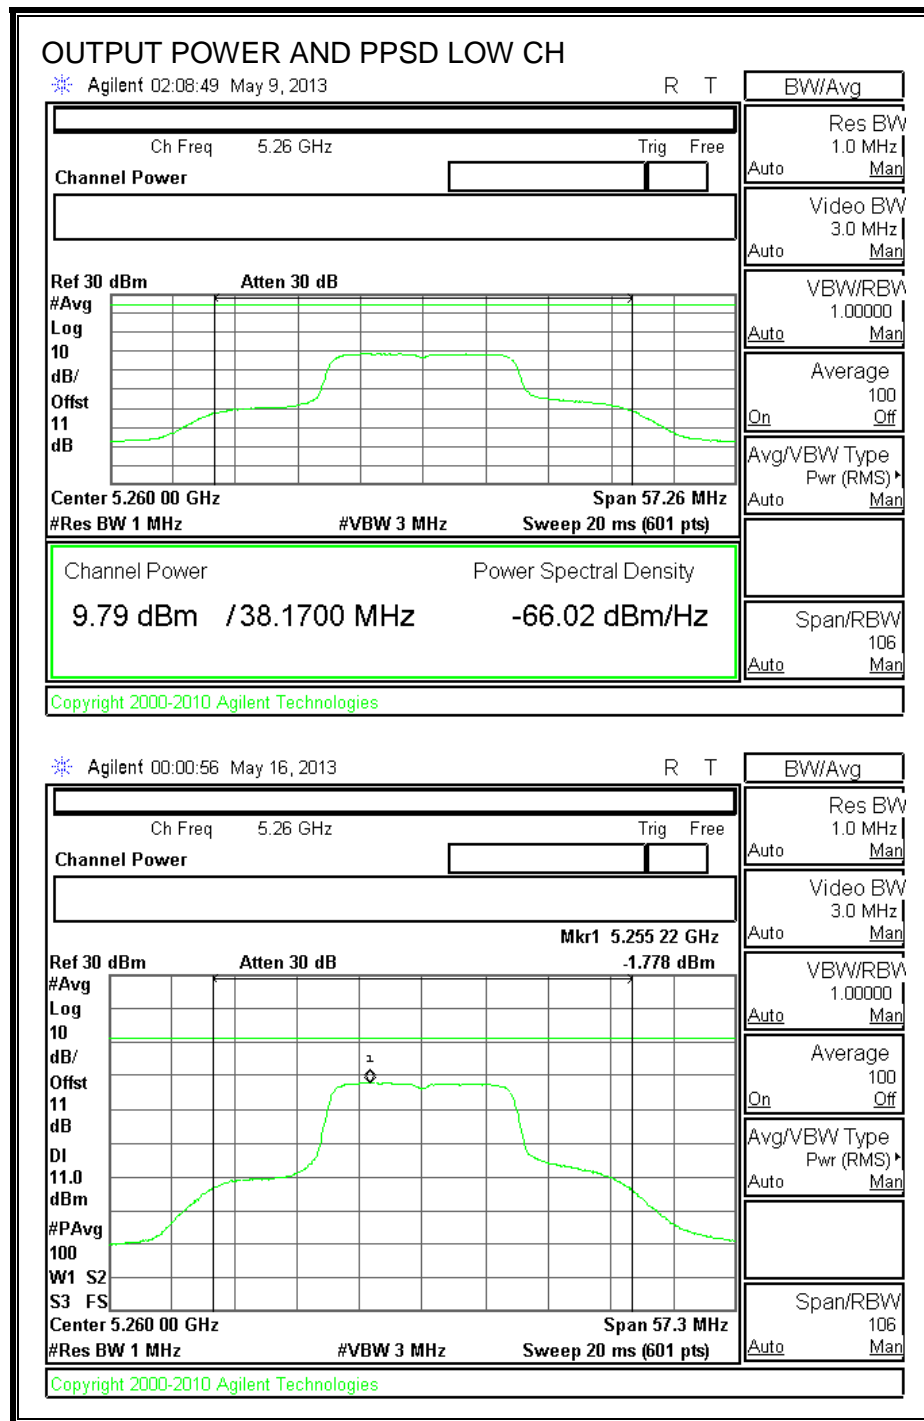 OUTPUT POWER AND PPSD LOW CH
Agilent 02:08:49 May 9, 2013 R T
BW/Avg
Ch Freq 5.26 GHz Trig Free
Channel Power
Res BW
1.0 MHz
Auto Man
Video BW
3.0 MHz
Auto Man
Ref 30 dBm Atten 30 dB
#Avg
Log
10
dB/
Offst
11
dB
VBW/RBW
1.00000
Auto Man
Average
100
On Off
Avg/VBW Type
Pwr (RMS)
Auto Man
Center 5.260 00 GHz Span 57.26 MHz
#Res BW 1 MHz #VBW 3 MHz Sweep 20 ms (601 pts)
Channel Power Power Spectral Density
9.79 dBm /38.1700 MHz -66.02 dBm/Hz
Span/RBW
106
Auto Man
Copyright 2000-2010 Agilent Technologies
Agilent 00:00:56 May 16, 2013 R T
BW/Avg
Ch Freq 5.26 GHz Trig Free
Channel Power
Res BW
1.0 MHz
Auto Man
Video BW
3.0 MHz
Auto Man
Mkr1 5.255 22 GHz
Ref 30 dBm Atten 30 dB -1.778 dBm
#Avg
Log
10
dB/
Offst
11
dB
DI
11.0
dBm
#PAvg
100
W1 S2
S3 FS
1
VBW/RBW
1.00000
Auto Man
Average
100
On Off
Avg/VBW Type
Pwr (RMS)
Auto Man
Center 5.260 00 GHz Span 57.3 MHz
#Res BW 1 MHz #VBW 3 MHz Sweep 20 ms (601 pts)
Span/RBW
106
Auto Man
Copyright 2000-2010 Agilent Technologies